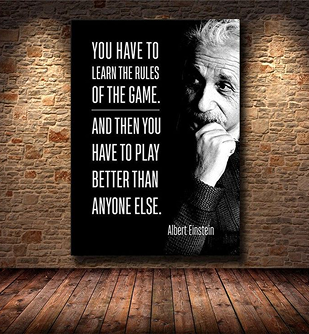 YOU HAVE TO
LEARN THE RULES
OF THE GAME.
AND THEN YOU
HAVE TO PLAY
BETTER THAN
ANYONE ELSE.
Albert Einstein